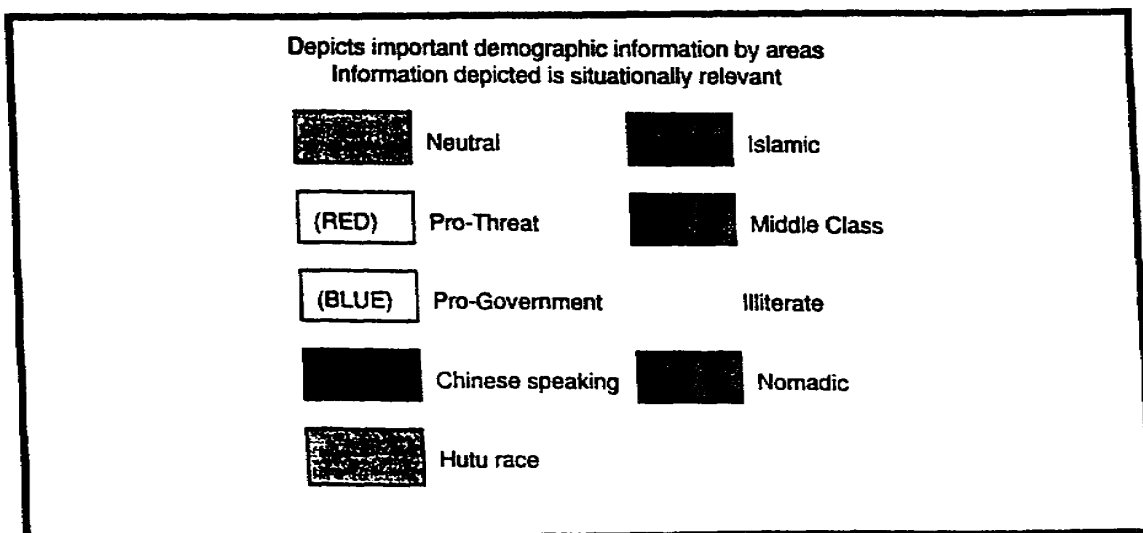 Depicts important demographic information by areas
Information depicted is situationally relevant
Neutral
Islamic
(RED) Pro-Threat
Middle Class
(BLUE) Pro-Government
Illiterate
Chinese speaking
Nomadic
Hutu race